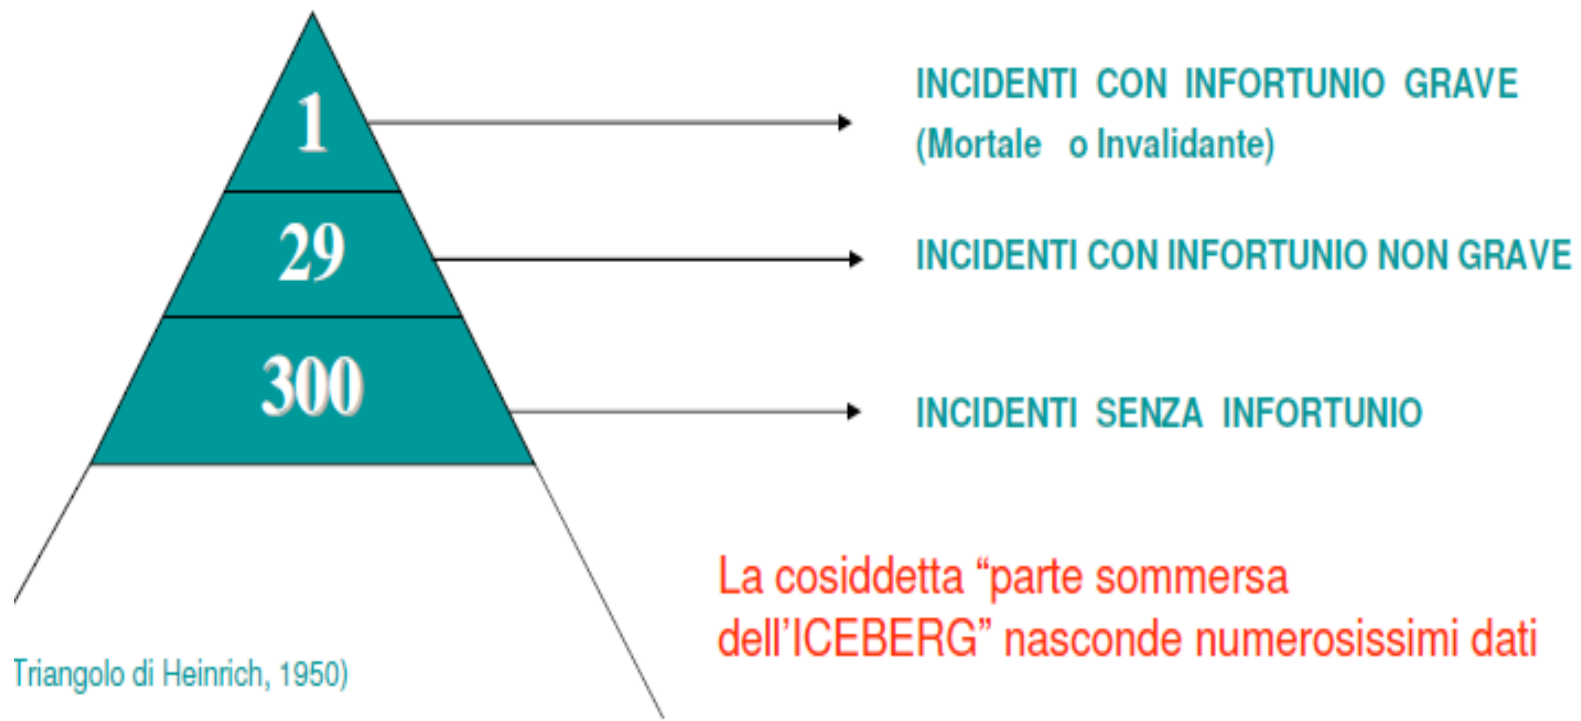 1
INCIDENTI CON INFORTUNIO GRAVE
(Mortale o Invalidante)
29
INCIDENTI CON INFORTUNIO NON GRAVE
300
INCIDENTI SENZA INFORTUNIO
La cosiddetta “parte sommersa
dell’ICEBERG” nasconde numerosissimi dati
Triangolo di Heinrich, 1950)